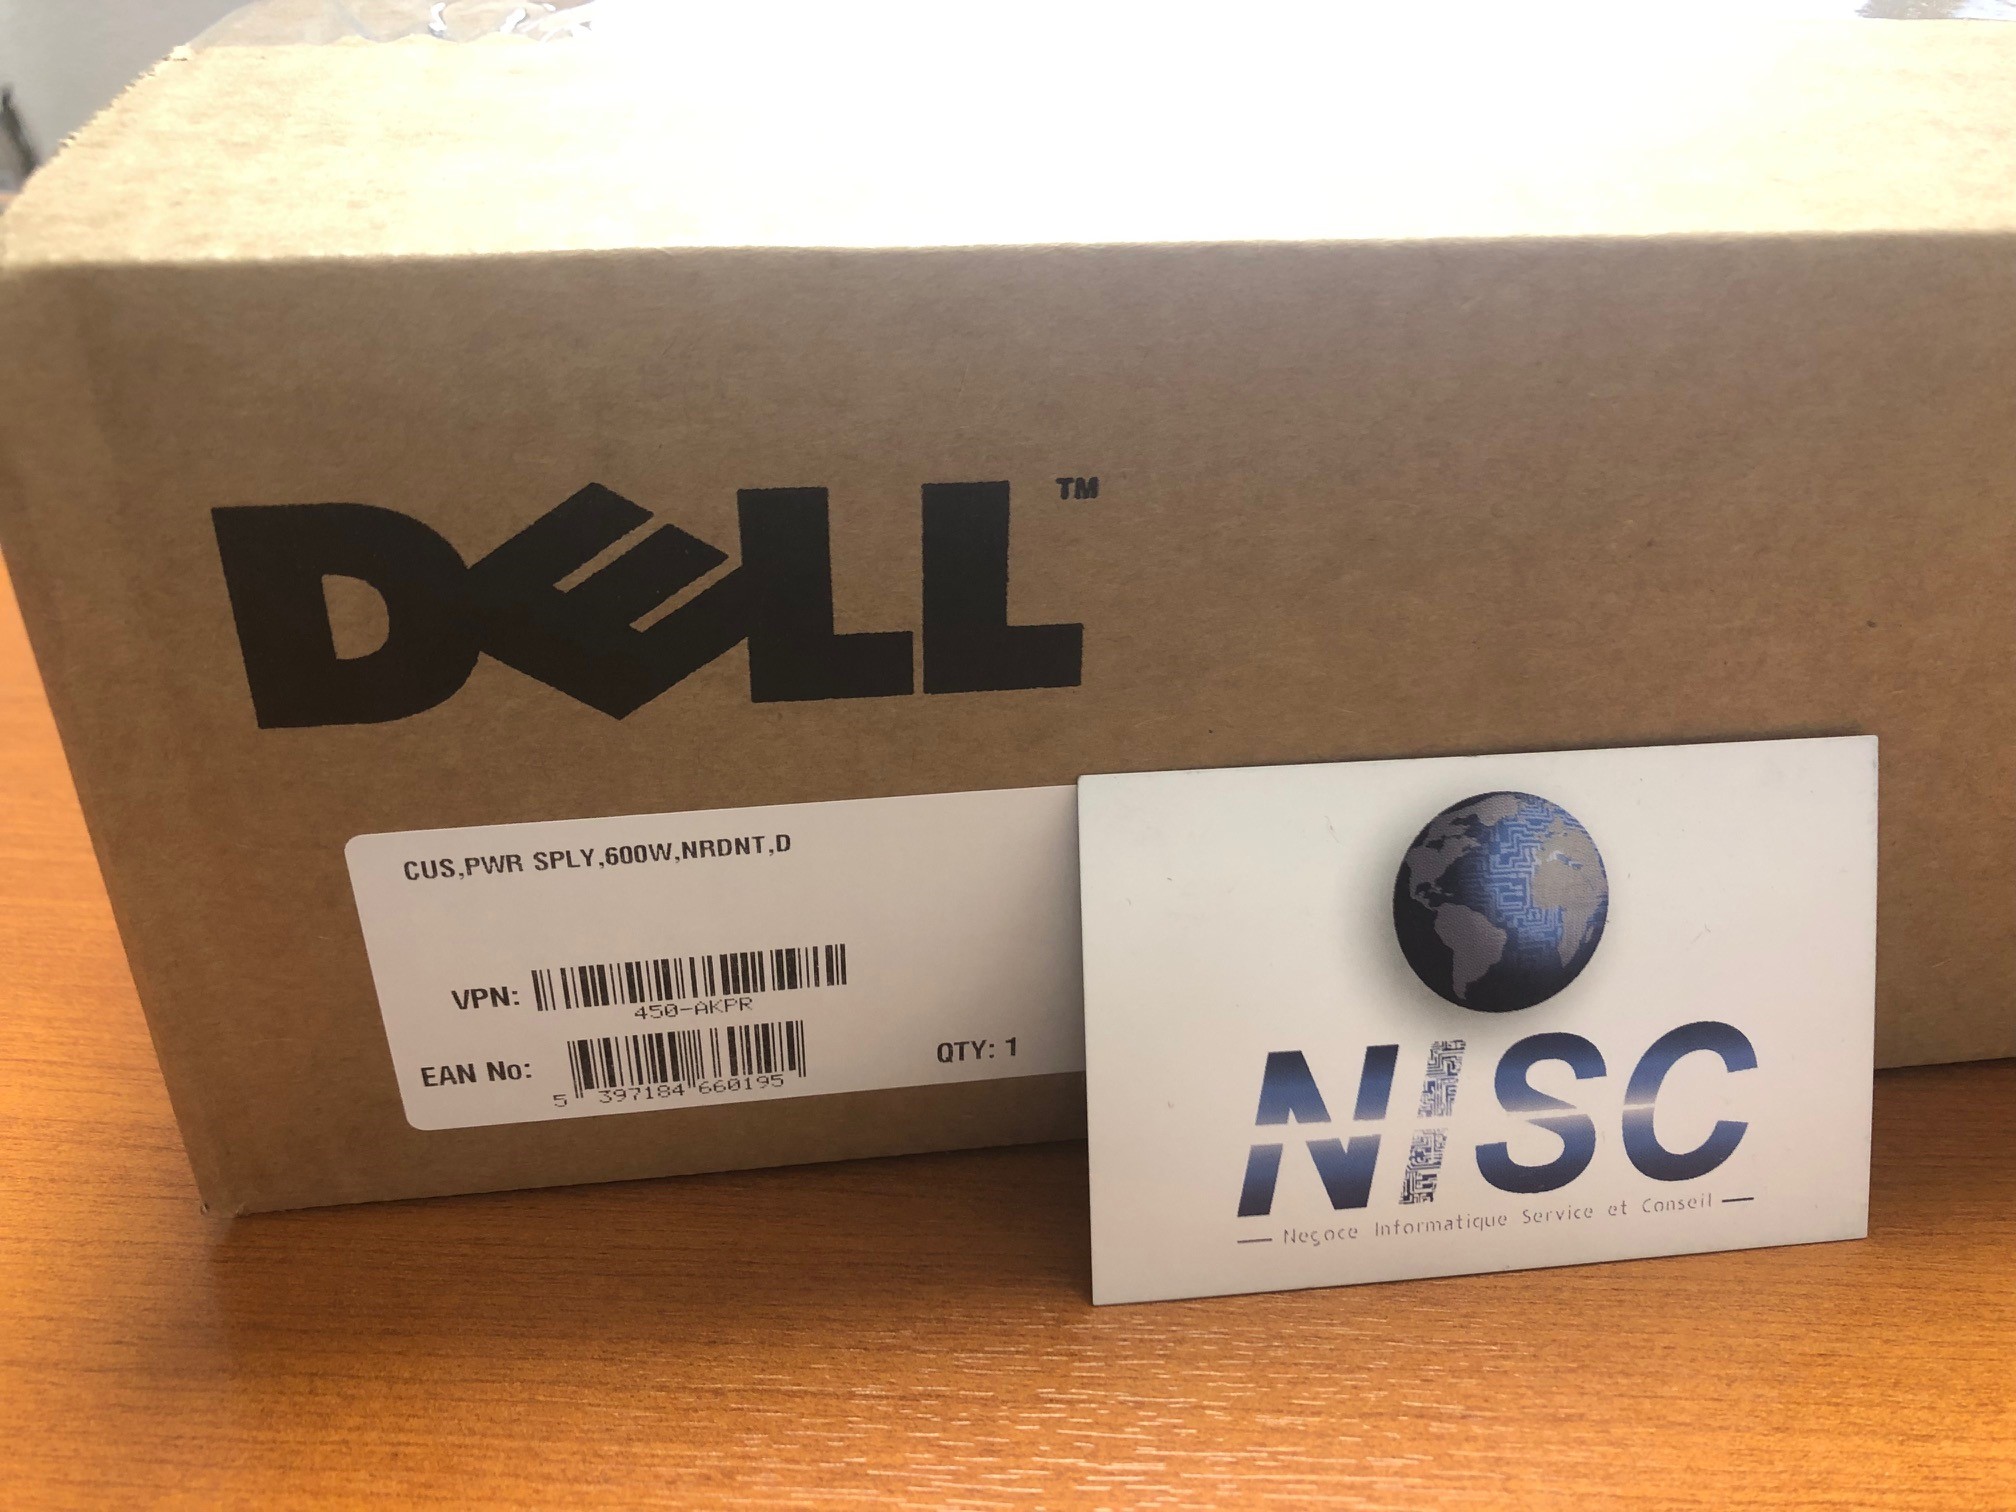 DELL™
CUS,PWR SPLY,600W,NRDNT,D
VPN:
450-AKPR
EAN No:
5 397184 660195
QTY: 1
NISC
Negoce Informatique Service et Conseil